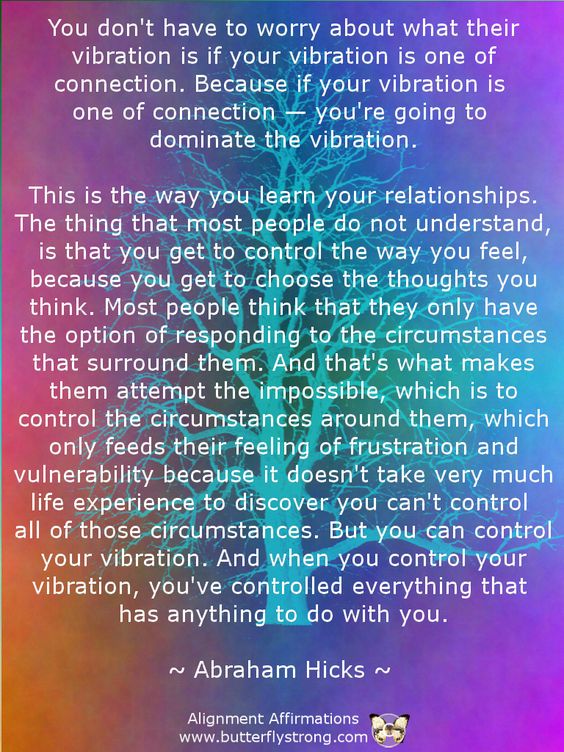 You don't have to worry about what their
vibration is if your vibration is one of
connection. Because if your vibration is
one of connection — you're going to
dominate the vibration.
This is the way you learn your relationships.
The thing that most people do not understand,
is that you get to control the way you feel,
because you get to choose the thoughts you
think. Most people think that they only have
the option of responding to the circumstances
that surround them. And that's what makes
them attempt the impossible, which is to
control the circumstances around them, which
only feeds their feeling of frustration and
vulnerability because it doesn't take very much
life experience to discover you can't control
all of those circumstances. But you can control
your vibration. And when you control your
vibration, you've controlled everything that
has anything to do with you.
~ Abraham Hicks ~
Alignment Affirmations
www.butterflystrong.com